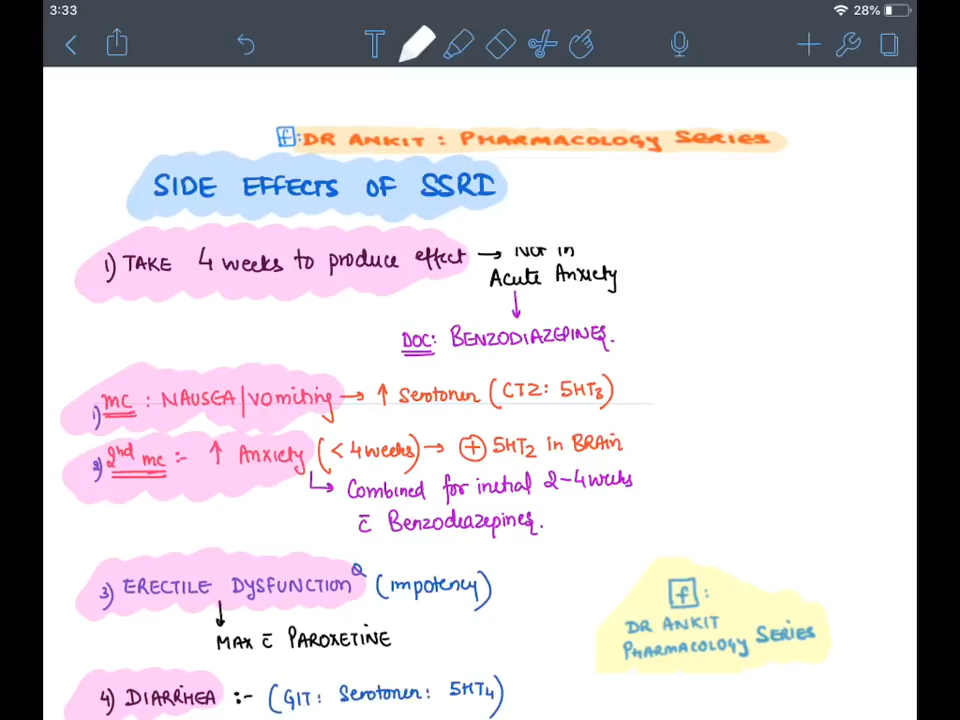 3:33
28%
f: DR ANKIT : PHARMACOLOGY SERIES
SIDE EFFECTS OF SSRI
1) TAKE 4 weeks to produce effect → Not in
Acute Anxiety
↓
DOC: BENZODIAZEPINES.
1) mc : NAUSEA/vomiting → ↑ Serotonin (CTZ: 5HT3)
2) 2nd mc :- ↑ Anxiety (< 4 weeks) → ⊕ 5HT2 in BRAIN
↳ Combined for initial 2-4 weeks
c̄ Benzodiazepines.
3) ERECTILE DYSFUNCTION Q (impotency)
↓
MAX c̄ PAROXETINE
f :
DR ANKIT
PHARMACOLOGY SERIES
4) DIARRHEA :- (GIT: Serotonin: 5HT4)